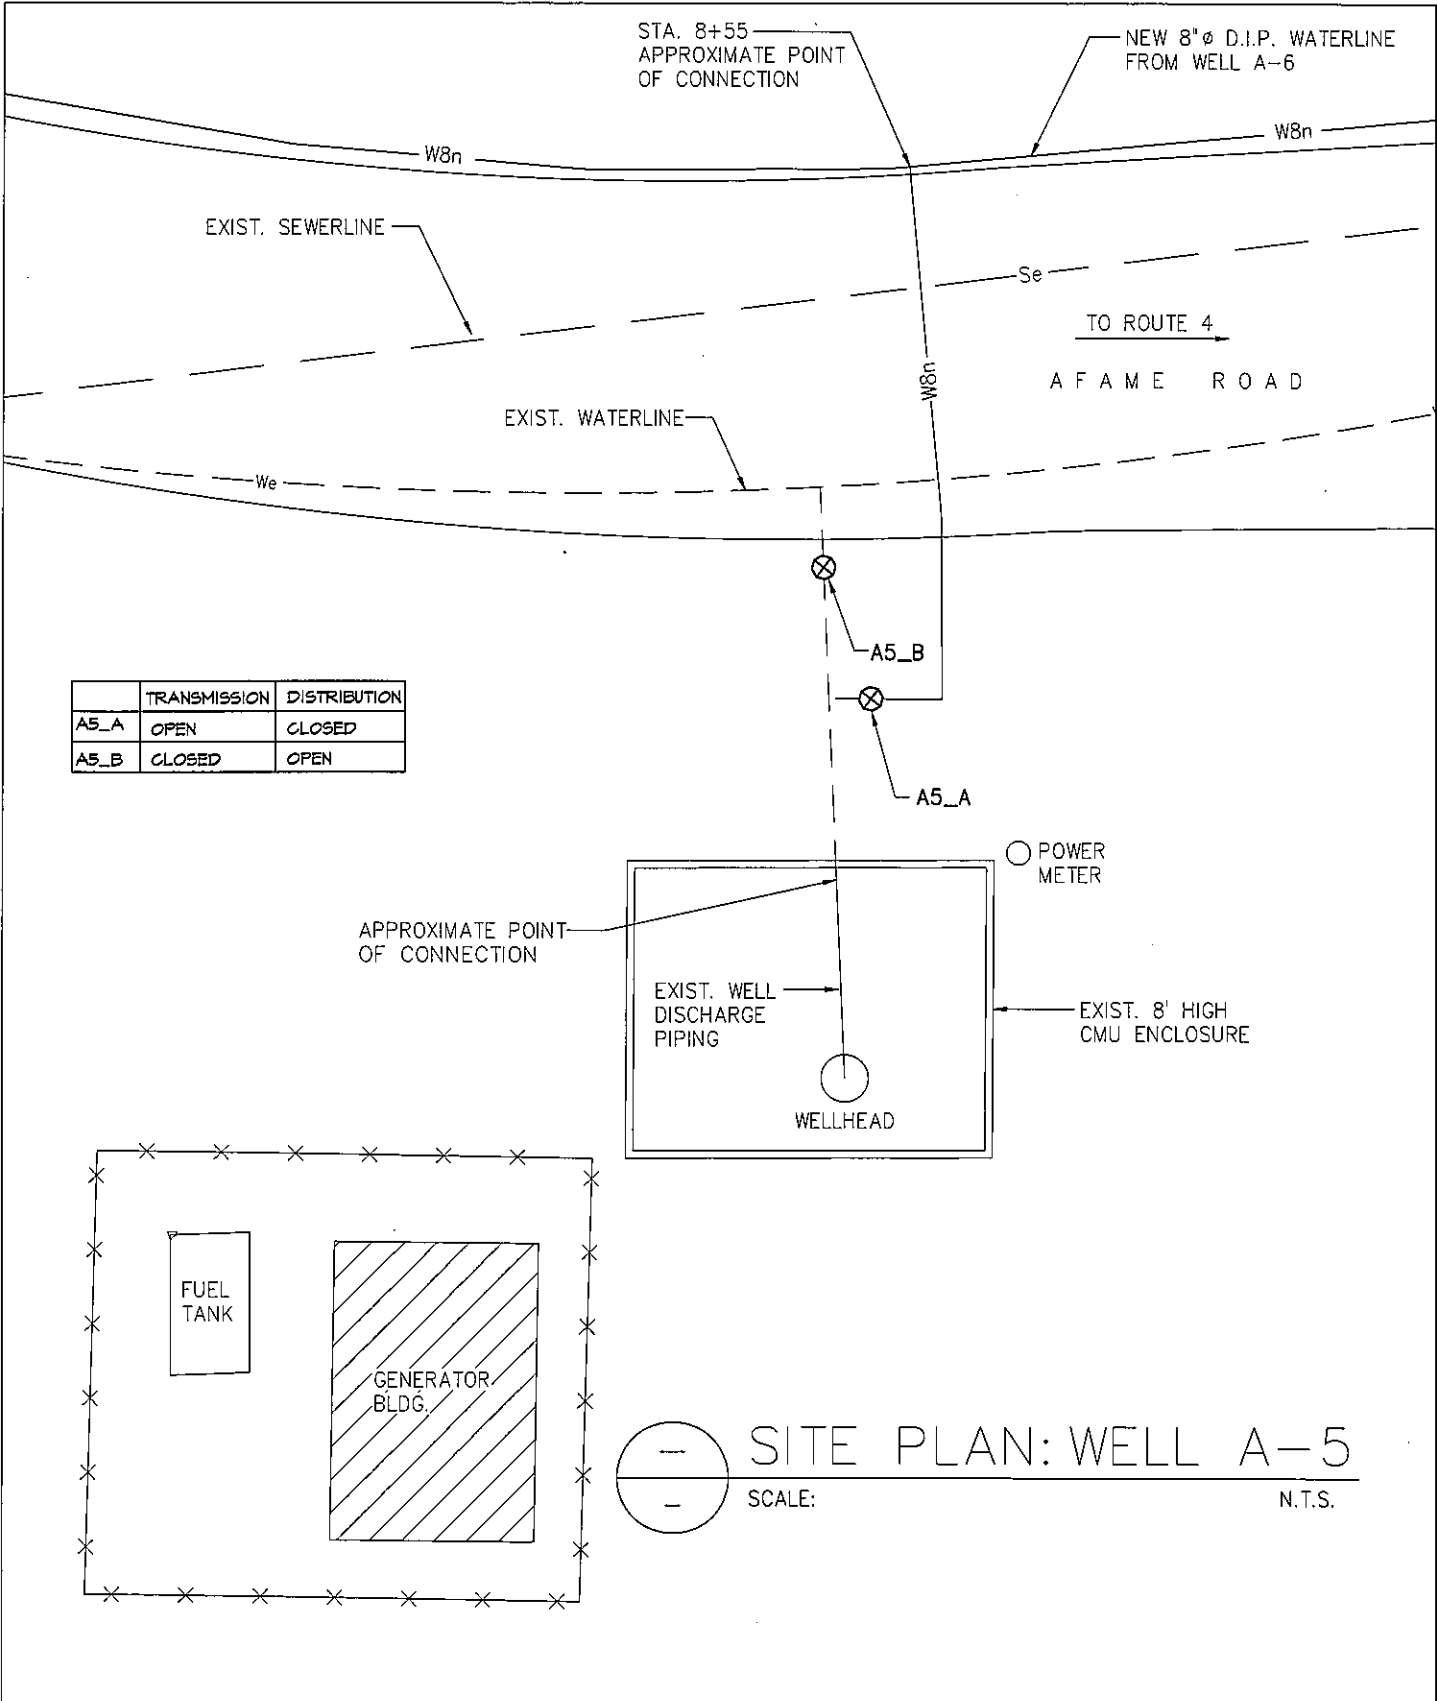 STA. 8+55
APPROXIMATE POINT
OF CONNECTION
NEW 8"ø D.I.P. WATERLINE
FROM WELL A-6
W8n
W8n
EXIST. SEWERLINE
Se
TO ROUTE 4
AFAME ROAD
W8n
EXIST. WATERLINE
We
A5_B
TRANSMISSION DISTRIBUTION
A5_A OPEN CLOSED
A5_B CLOSED OPEN
A5_A
POWER
METER
APPROXIMATE POINT
OF CONNECTION
EXIST. WELL
DISCHARGE
PIPING
EXIST. 8' HIGH
CMU ENCLOSURE
WELLHEAD
FUEL
TANK
GENERATOR
BLDG.
SITE PLAN: WELL A-5
SCALE: N.T.S.